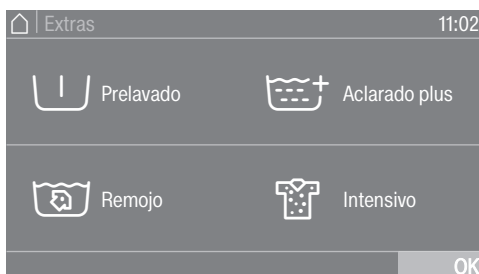 Extras 11:02
Prelavado Aclarado plus
Remojo Intensivo
OK